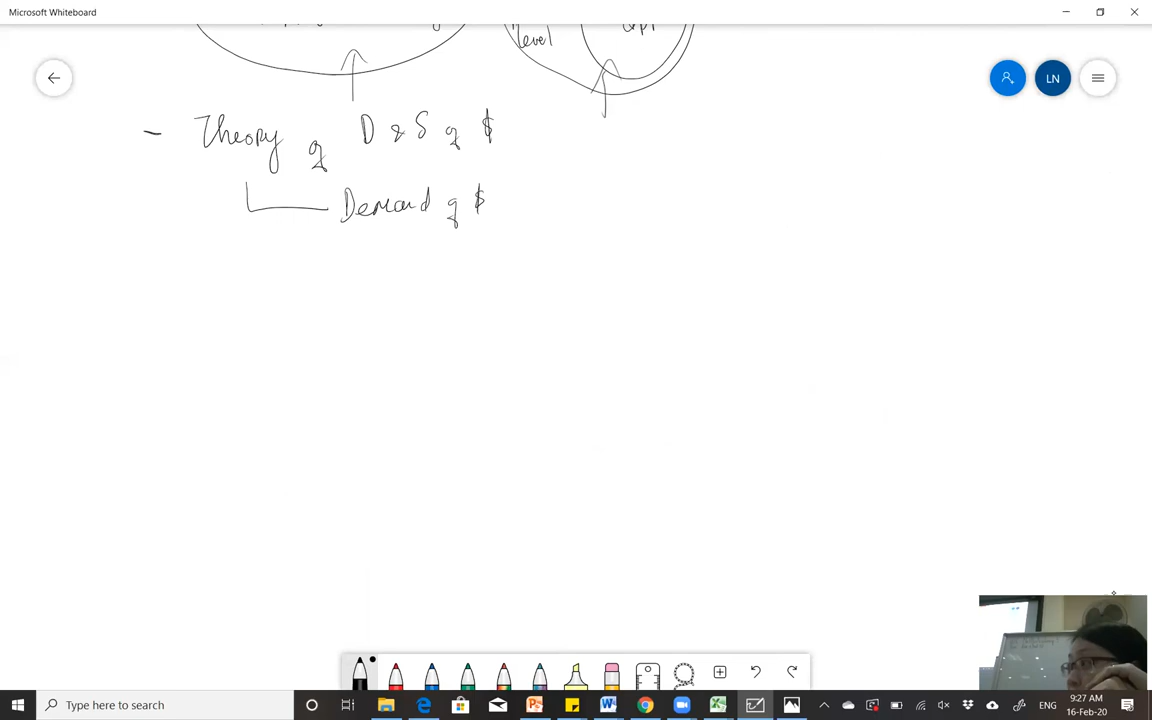 Microsoft Whiteboard
level
LN
- Theory of D & S of $
Demand of $
Type here to search
ENG
9:27 AM
16-Feb-20